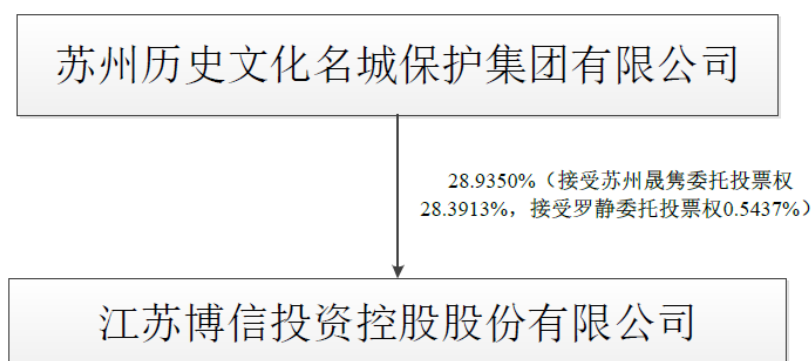 苏州历史文化名城保护集团有限公司
28.9350%（接受苏州晟隽委托投票权
28.3913%，接受罗静委托投票权0.5437%）
江苏博信投资控股股份有限公司